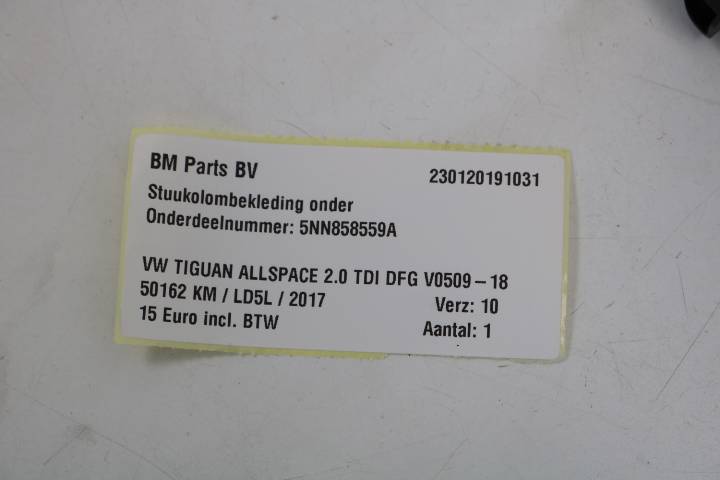 BM Parts BV 230120191031
Stuukolombekleding onder
Onderdeelnummer: 5NN858559A
VW TIGUAN ALLSPACE 2.0 TDI DFG V0509-18
50162 KM / LD5L / 2017 Verz: 10
15 Euro incl. BTW Aantal: 1